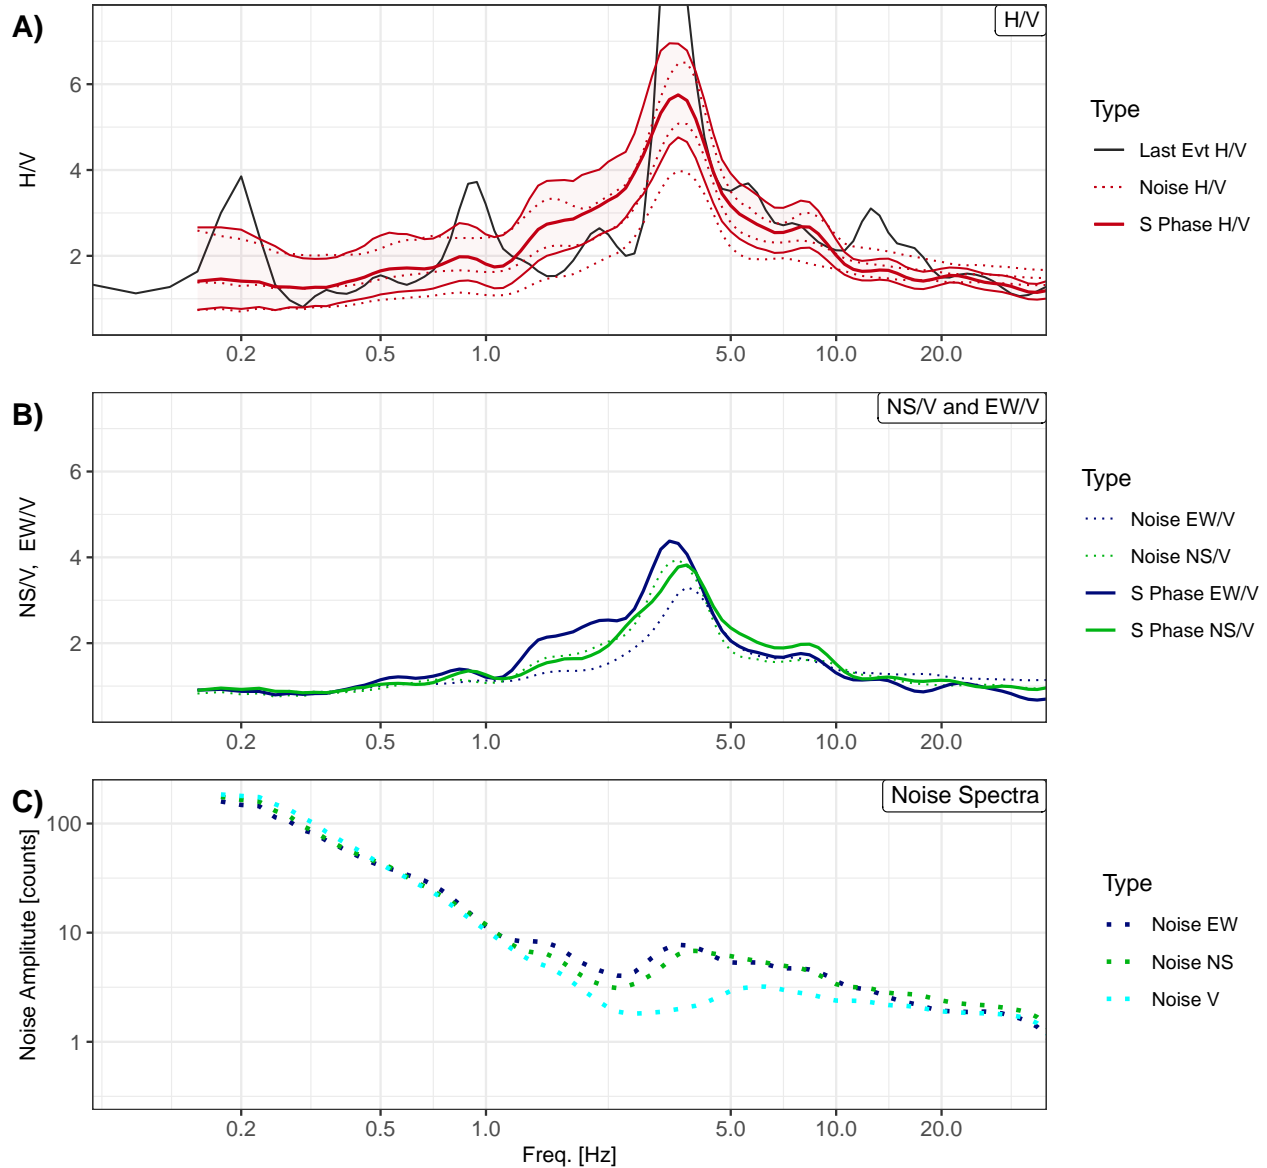 A)
H/V
H/V
6
4
2
0.2 0.5 1.0 5.0 10.0 20.0
Type
Last Evt H/V
Noise H/V
S Phase H/V
B)
NS/V and EW/V
NS/V,  EW/V
6
4
2
0.2 0.5 1.0 5.0 10.0 20.0
Type
Noise EW/V
Noise NS/V
S Phase EW/V
S Phase NS/V
C)
Noise Spectra
Noise Amplitute [counts]
100
10
1
0.2 0.5 1.0 5.0 10.0 20.0
Freq. [Hz]
Type
Noise EW
Noise NS
Noise V